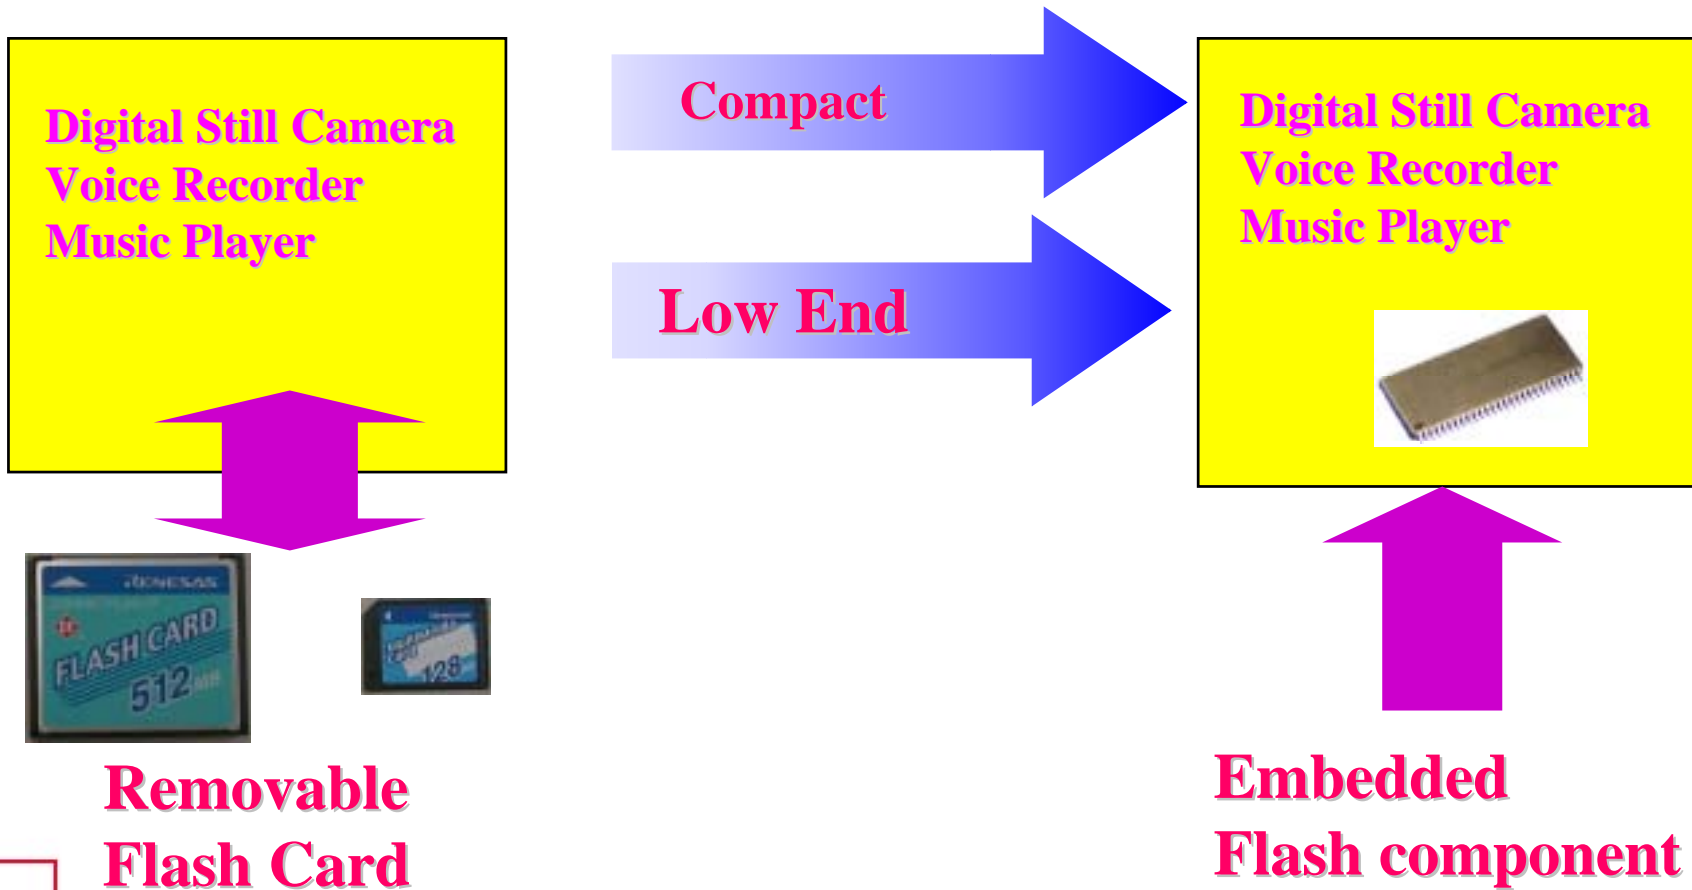 Digital Still Camera
Voice Recorder
Music Player
Compact
Low End
Digital Still Camera
Voice Recorder
Music Player
RENESAS
FLASH CARD
512 MB
128
Removable
Flash Card
Embedded
Flash component